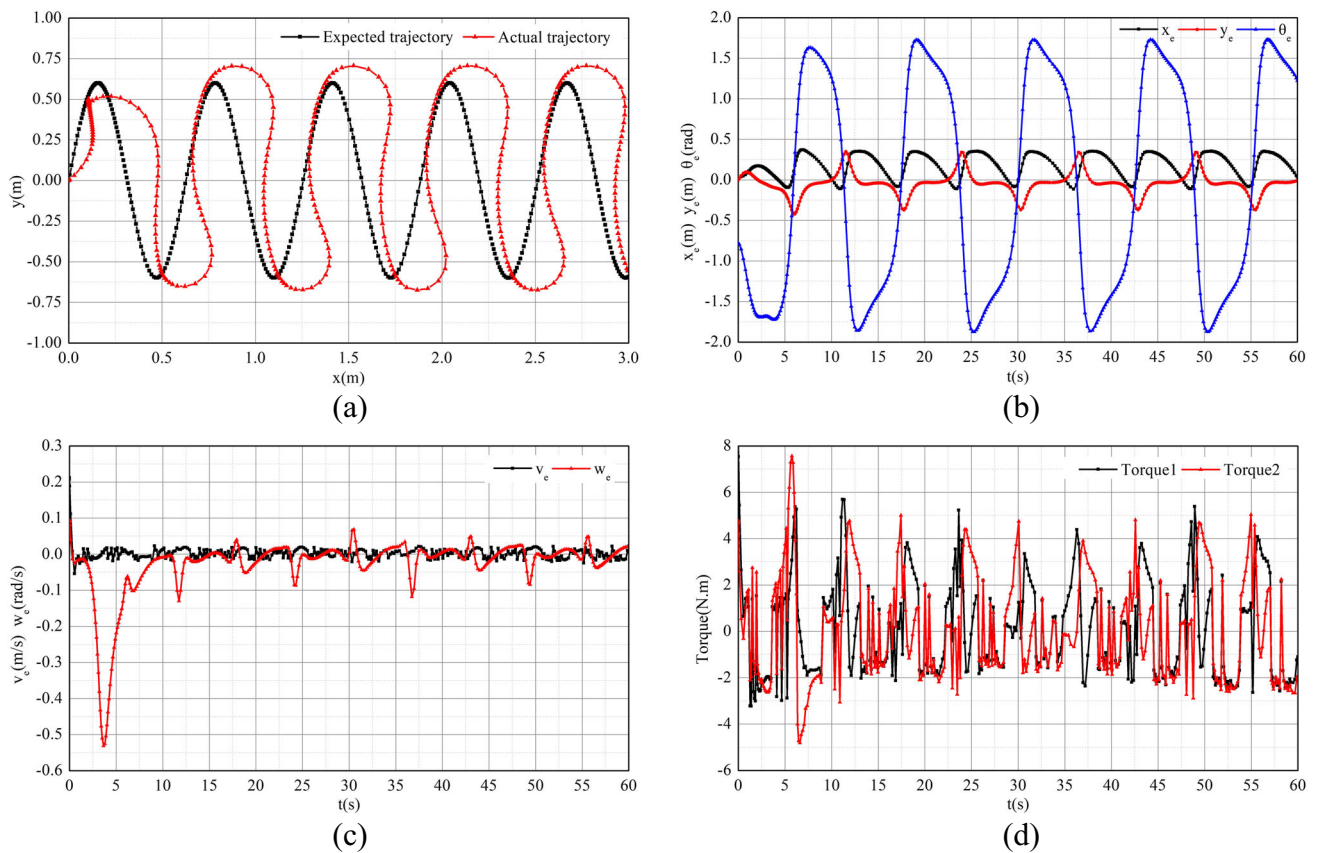 1.00
0.75
0.50
0.25
0.00
-0.25
-0.50
-0.75
-1.00
y(m)
Expected trajectory Actual trajectory
0.0 0.5 1.0 1.5 2.0 2.5 3.0
x(m)
(a)
2.0
1.5
1.0
0.5
0.0
-0.5
-1.0
-1.5
-2.0
x_e(m) y_e(m) θ_e(rad)
x_e y_e θ_e
0 5 10 15 20 25 30 35 40 45 50 55 60
t(s)
(b)
0.3
0.2
0.1
0.0
-0.1
-0.2
-0.3
-0.4
-0.5
-0.6
v_e(m/s) w_e(rad/s)
v_e w_e
0 5 10 15 20 25 30 35 40 45 50 55 60
t(s)
(c)
8
6
4
2
0
-2
-4
-6
Torque(N.m)
Torque1 Torque2
0 5 10 15 20 25 30 35 40 45 50 55 60
t(s)
(d)